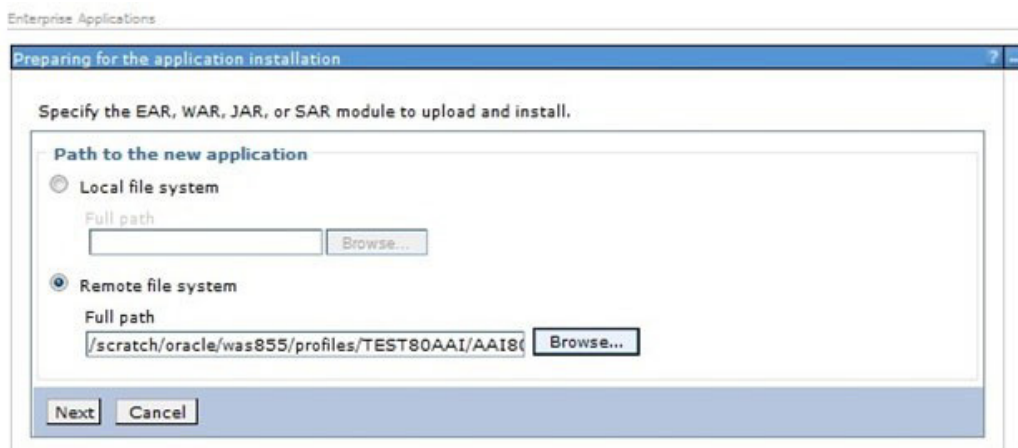 Enterprise Applications
Preparing for the application installation ? –
Specify the EAR, WAR, JAR, or SAR module to upload and install.
Path to the new application
Local file system
Full path
Browse...
Remote file system
Full path
/scratch/oracle/was855/profiles/TEST80AAI/AAI80 Browse...
Next Cancel